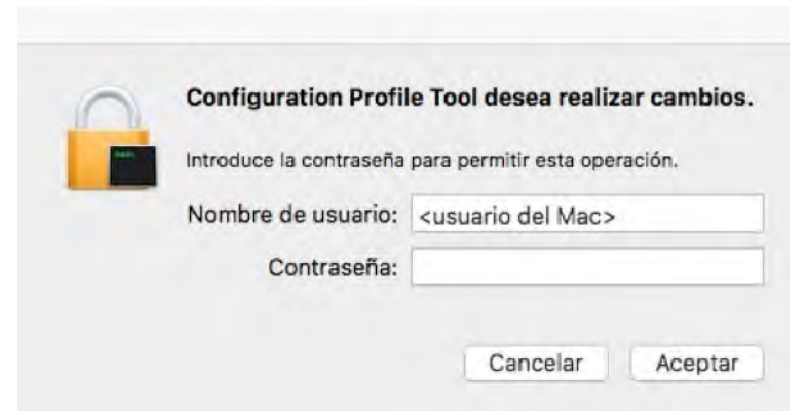 Configuration Profile Tool desea realizar cambios.
Introduce la contraseña para permitir esta operación.
Nombre de usuario: <usuario del Mac>
Contraseña:
Cancelar Aceptar